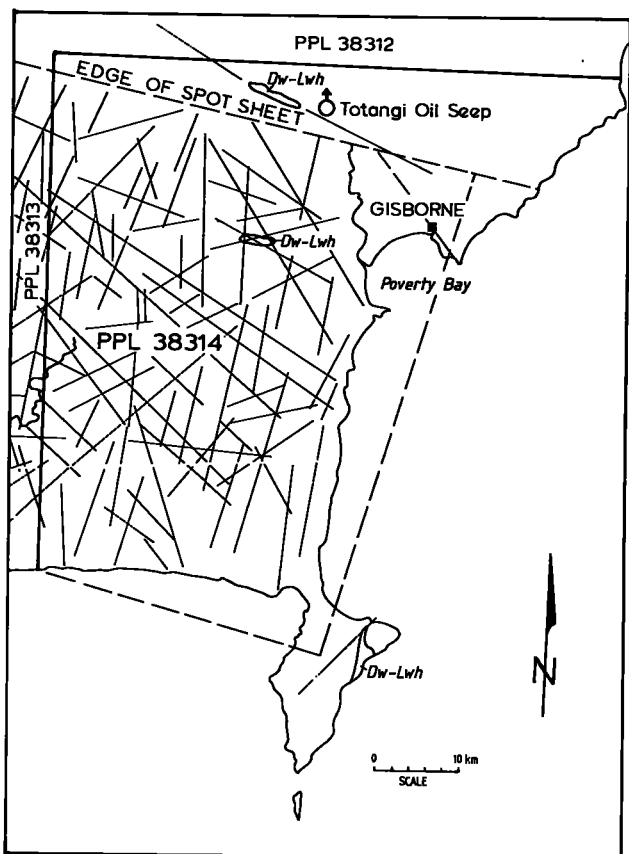 PPL 38312
Dw-Lwh
EDGE OF SPOT SHEET
Totangi Oil Seep
GISBORNE
PPL 38313
Dw-Lwh
Poverty Bay
PPL 38314
Dw-Lwh
N
0 10 km
SCALE